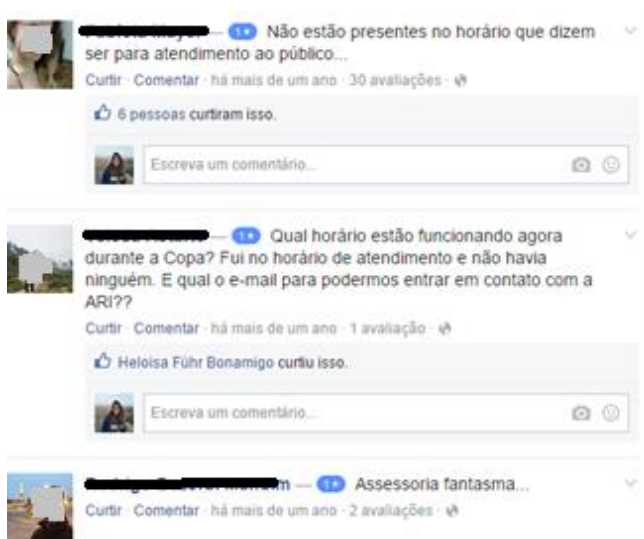 1★ Não estão presentes no horário que dizem
ser para atendimento ao público...
Curtir · Comentar · há mais de um ano · 30 avaliações ·
6 pessoas curtiram isso.
Escreva um comentário...
1★ Qual horário estão funcionando agora
durante a Copa? Fui no horário de atendimento e não havia
ninguém. E qual o e-mail para podermos entrar em contato com a
ARI??
Curtir · Comentar · há mais de um ano · 1 avaliação ·
Heloisa Führ Bonamigo curtiu isso.
Escreva um comentário...
— 1★ Assessoria fantasma...
Curtir · Comentar · há mais de um ano · 2 avaliações ·